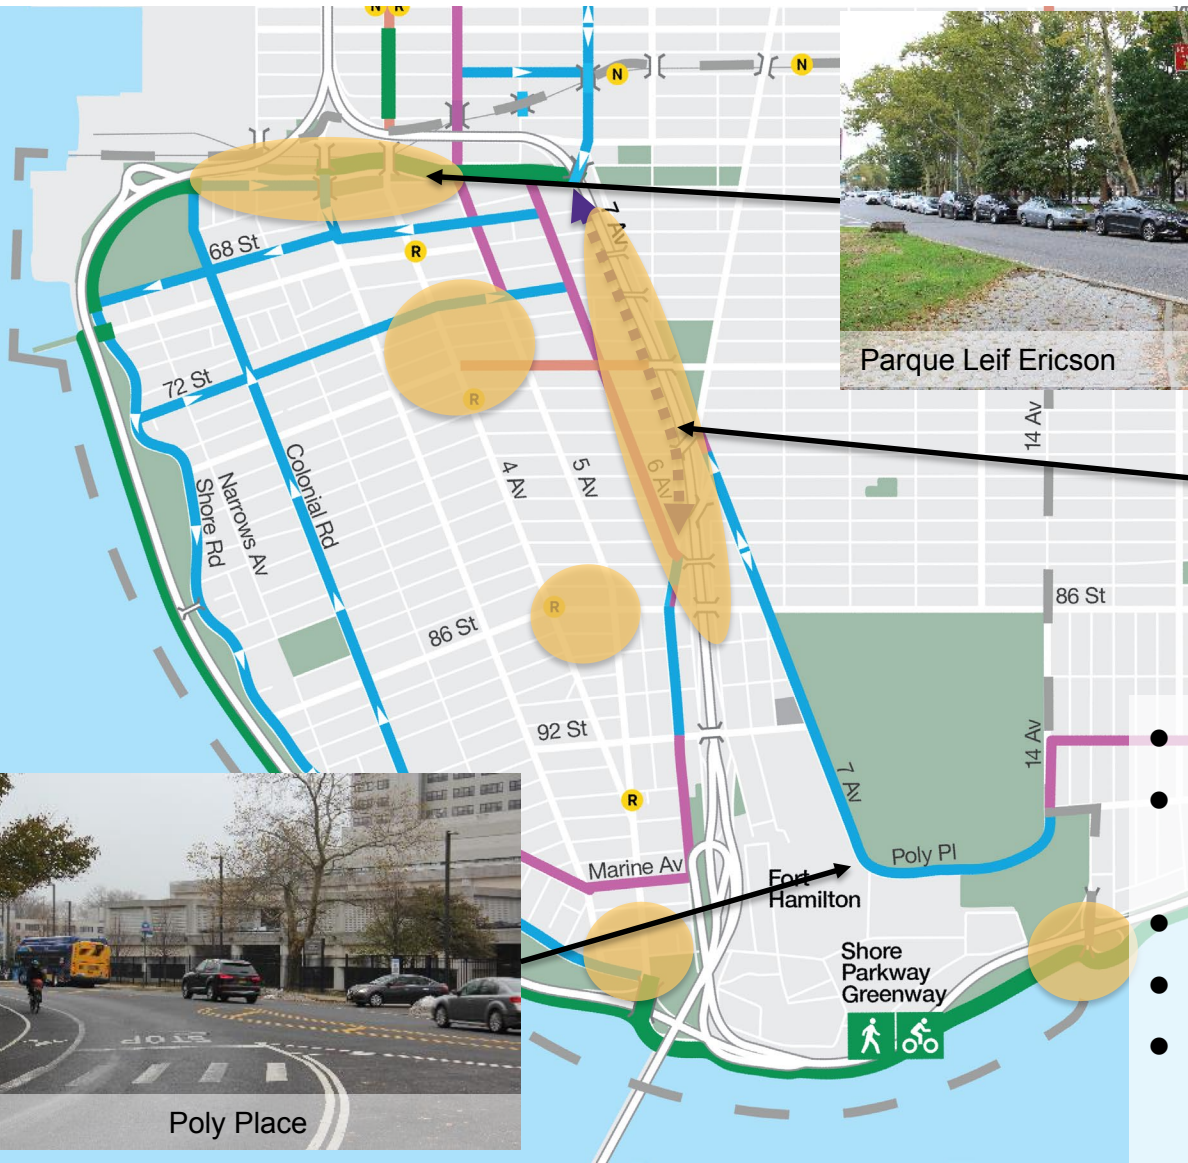 N R
N
N
7 Av
68 St
R
Parque Leif Ericson
72 St
R
14 Av
4 Av
5 Av
6 Av
Colonial Rd
Narrows Av
Shore Rd
86 St
R
86 St
92 St
14 Av
7 Av
R
Poly Pl
Marine Av
Fort
Hamilton
Shore
Parkway
Greenway
STOP
Poly Place